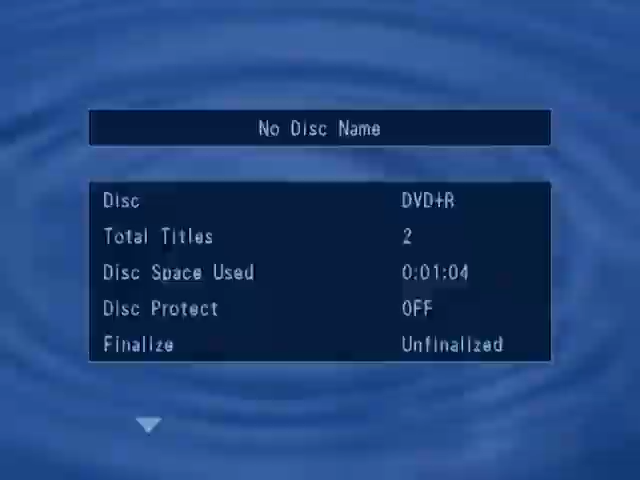 No Disc Name
Disc DVD+R
Total Titles 2
Disc Space Used 0:01:04
Disc Protect OFF
Finalize Unfinalized